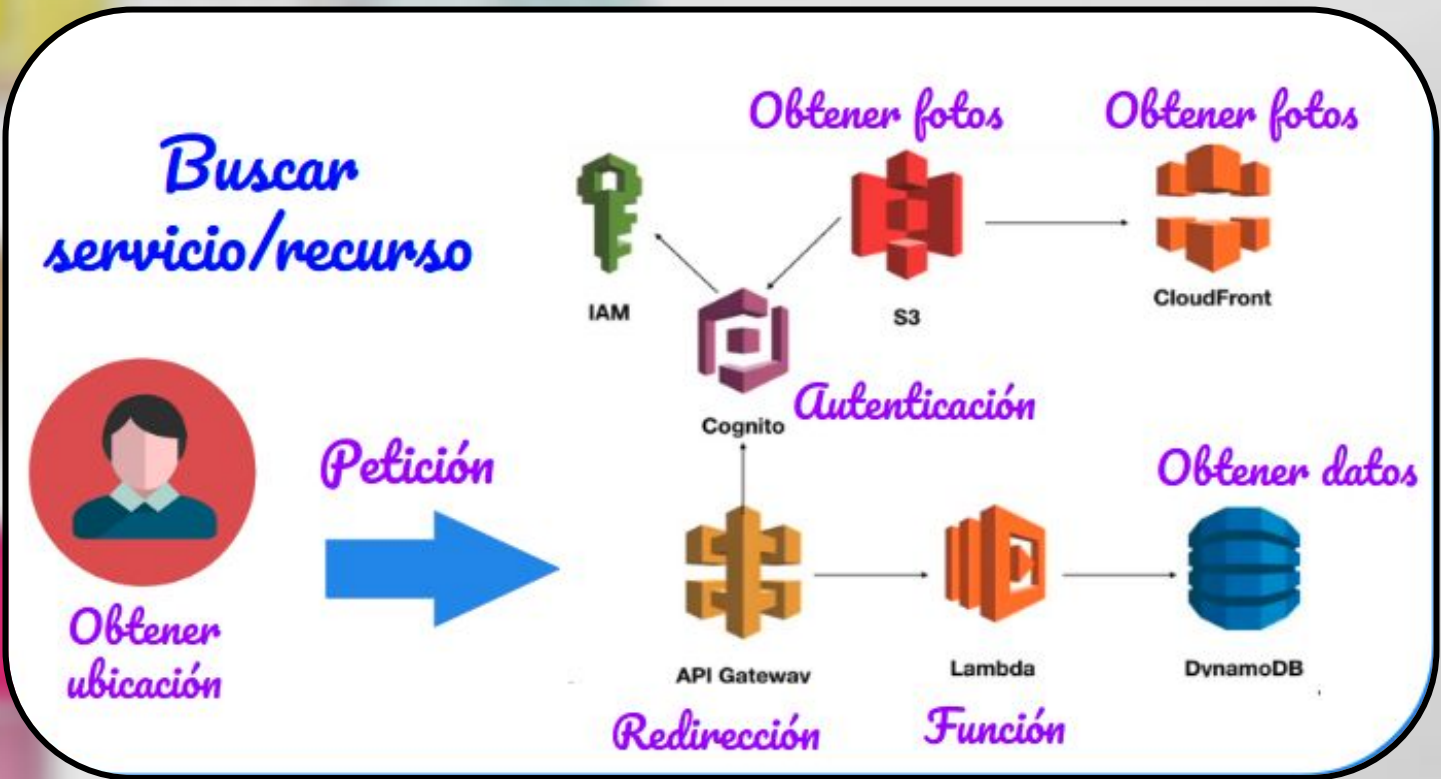 Buscar
servicio/recurso
Obtener fotos
Obtener fotos
IAM
S3
CloudFront
Cognito
Autenticación
Petición
Obtener
ubicación
Obtener datos
API Gateway
Lambda
DynamoDB
Redirección
Función